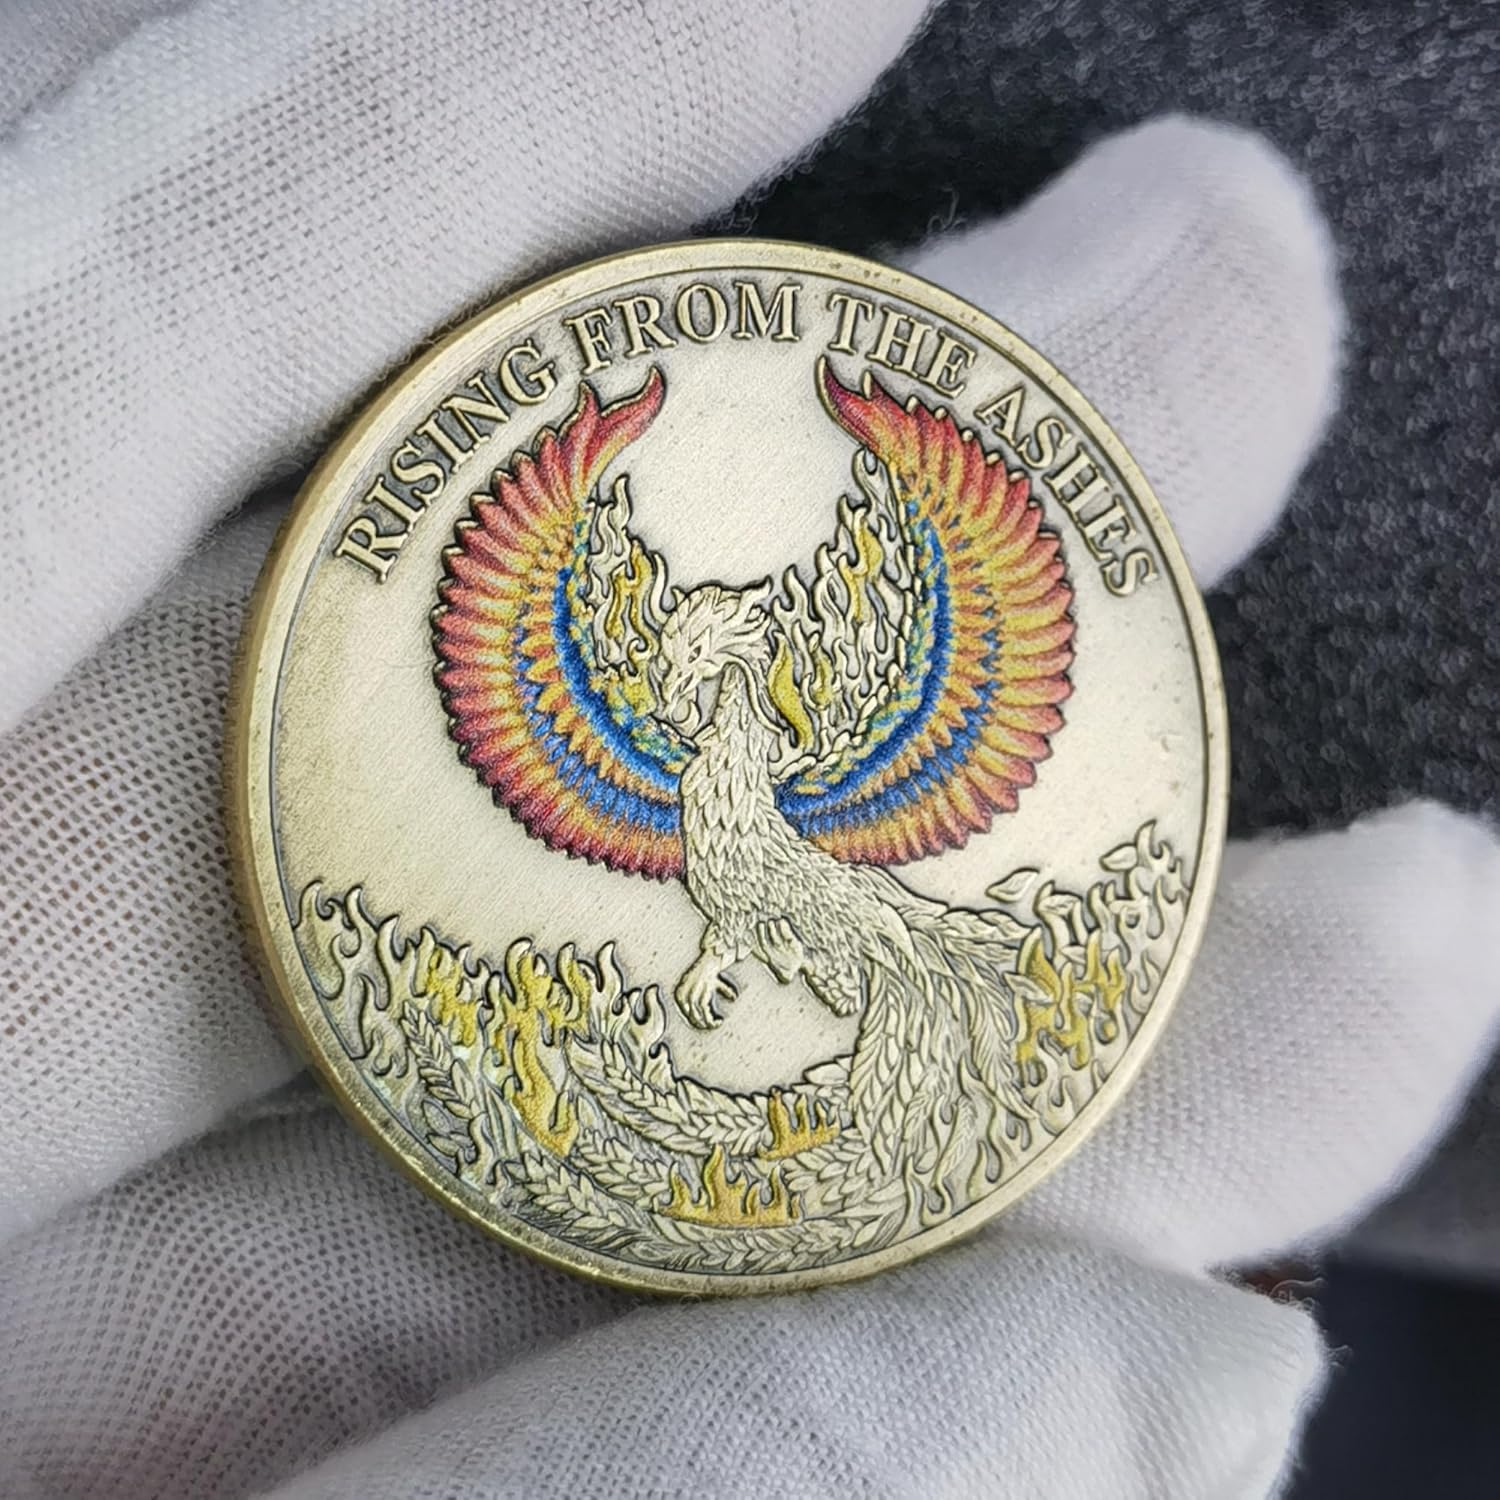 RISING FROM THE ASHES